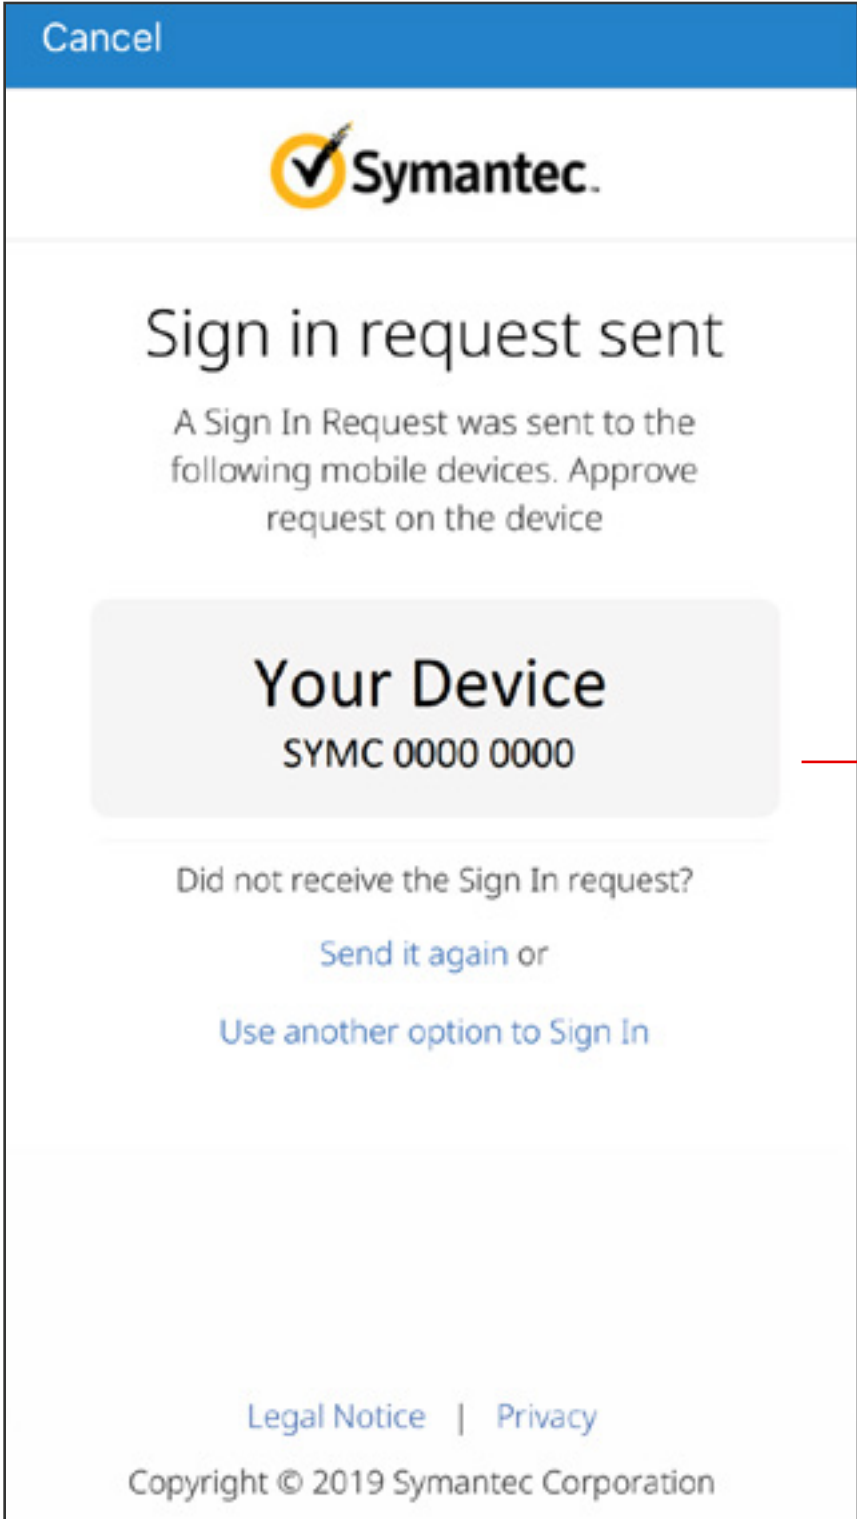 Cancel
Symantec™
Sign in request sent
A Sign In Request was sent to the
following mobile devices. Approve
request on the device
Your Device
SYMC 0000 0000
Did not receive the Sign In request?
Send it again or
Use another option to Sign In
Legal Notice | Privacy
Copyright © 2019 Symantec Corporation